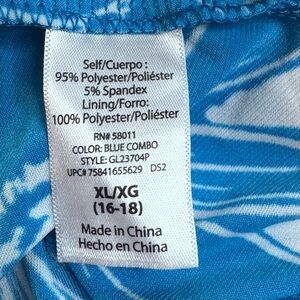 Self/Cuerpo :
95% Polyester/Poliéster
5% Spandex
Lining/Forro:
100% Polyester/Poliéster
RN# 58011
COLOR: BLUE COMBO
STYLE: GL23704P
UPC# 75841655629 DS2
XL/XG
(16-18)
Made in China
Hecho en China